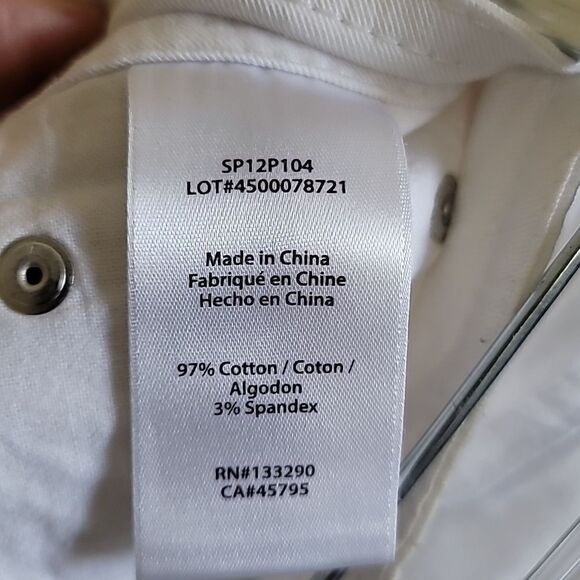 SP12P104
LOT#4500078721
Made in China
Fabriqué en Chine
Hecho en China
97% Cotton / Coton /
Algodon
3% Spandex
RN#133290
CA#45795